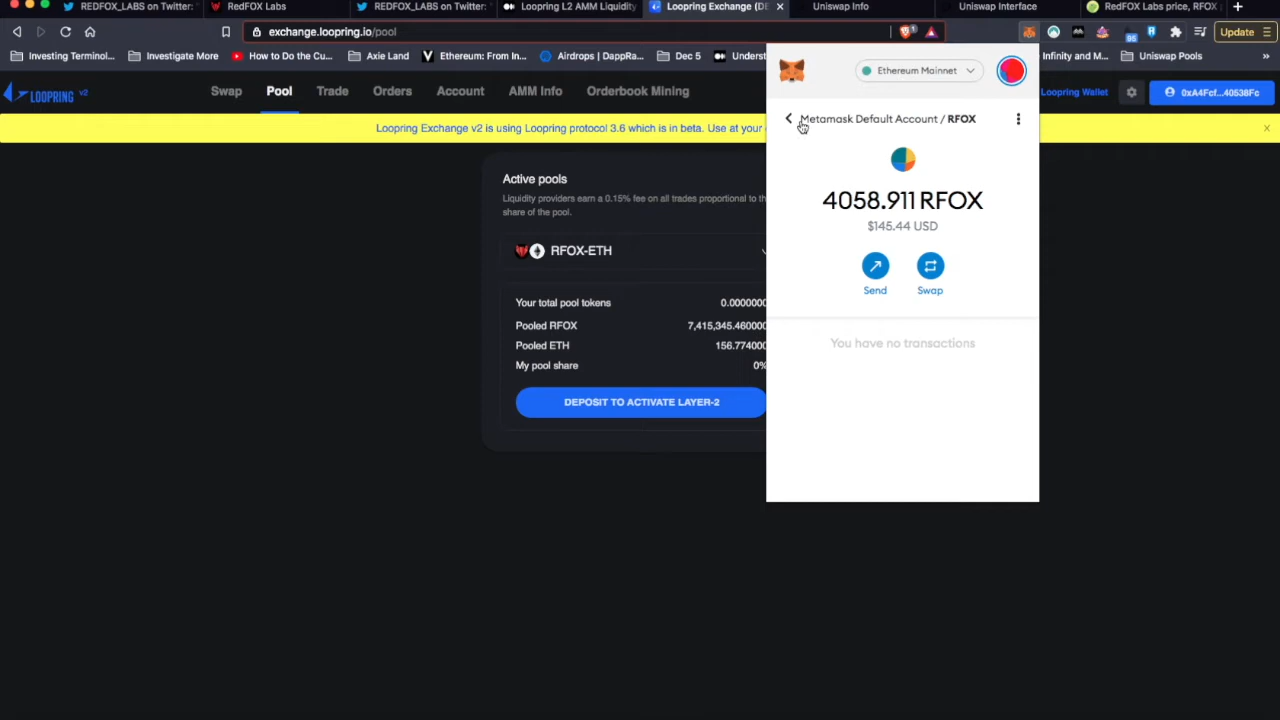 REDFOX_LABS on Twitter:
RedFOX Labs
REDFOX_LABS on Twitter: '
Loopring L2 AMM Liquidity
Loopring Exchange (DE
Uniswap Info
Uniswap Interface
RedFOX Labs price, RFOX
exchange.loopring.io/pool
1
95
Update
Investing Terminol...
Investigate More
How to Do the Cu...
Axie Land
Ethereum: From In...
Airdrops | DappRa...
Dec 5
Underst
Infinity and M...
Uniswap Pools
»
LOOPRING v2
Swap
Pool
Trade
Orders
Account
AMM Info
Orderbook Mining
Loopring Wallet
0xA4Fcf...40538Fc
Loopring Exchange v2 is using Loopring protocol 3.6 which is in beta. Use at your
×
Active pools
Liquidity providers earn a 0.15% fee on all trades proportional to th
share of the pool.
RFOX-ETH
Your total pool tokens 0.0000000
Pooled RFOX 7,415,345.460000
Pooled ETH 156.774000
My pool share 0%
DEPOSIT TO ACTIVATE LAYER-2
Ethereum Mainnet
Metamask Default Account / RFOX
4058.911 RFOX
$145.44 USD
Send
Swap
You have no transactions